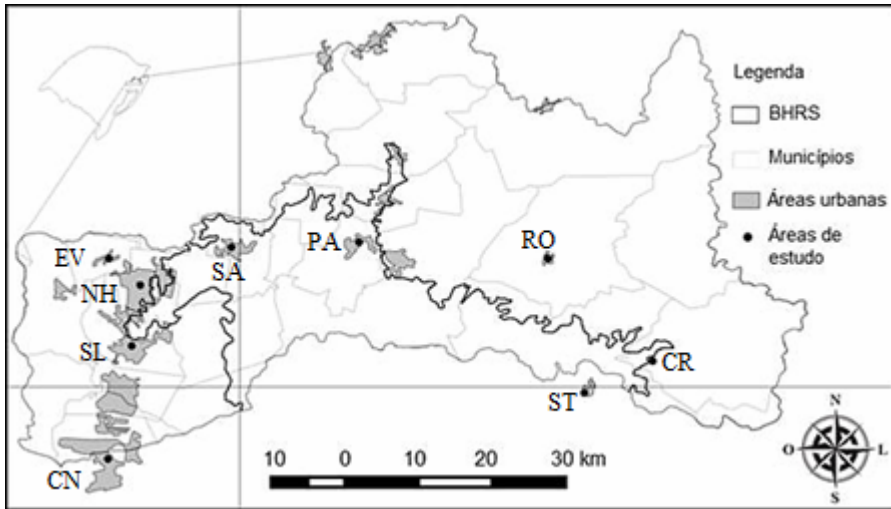 Legenda
BHRS
Municípios
Áreas urbanas
Áreas de
estudo
EV
NH
SA
PA
RO
SL
CR
ST
CN
10 0 10 20 30 km
N
O L
S